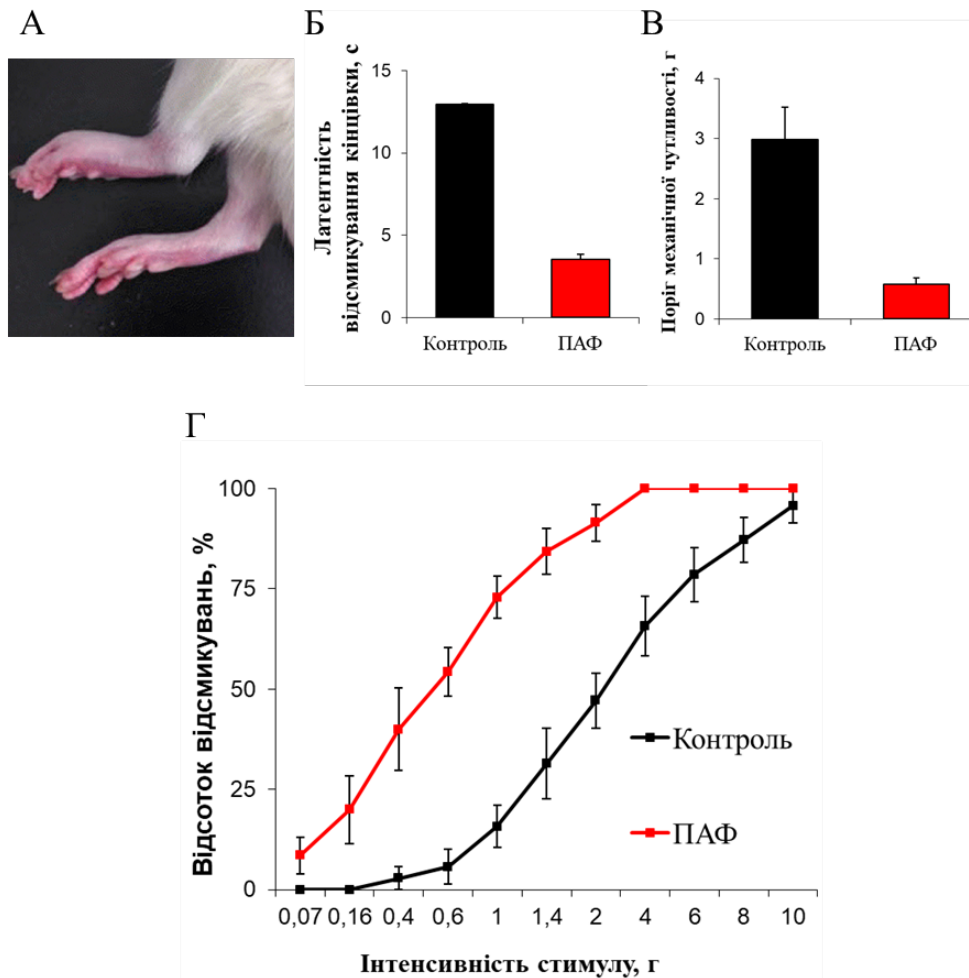 А
Б
В
Латентність
відсмикування кінцівки, с
15
10
5
0
Контроль
ПАФ
Поріг механічної чутливості, г
4
3
2
1
0
Контроль
ПАФ
Г
Відсоток відсмикувань, %
100
75
50
25
0
Контроль
ПАФ
0,07 0,16 0,4 0,6 1 1,4 2 4 6 8 10
Інтенсивність стимулу, г